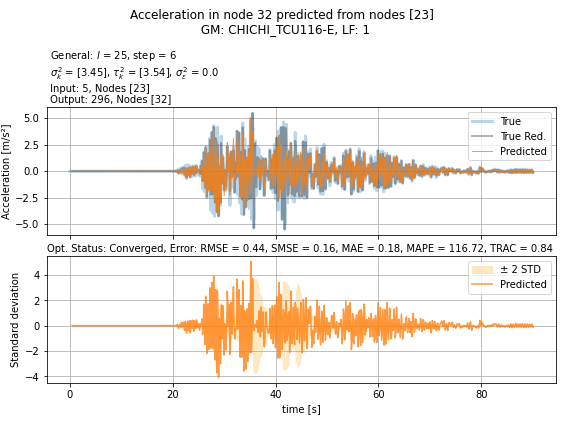 Acceleration in node 32 predicted from nodes [23]
GM: CHICHI_TCU116-E, LF: 1
General: l = 25, step = 6
σ²ₖ = [3.45], τ²ₖ = [3.54], σ²ₑ = 0.0
Input: 5, Nodes [23]
Output: 296, Nodes [32]
Acceleration [m/s²]
5.0
2.5
0.0
−2.5
−5.0
True
True Red.
Predicted
Opt. Status: Converged, Error: RMSE = 0.44, SMSE = 0.16, MAE = 0.18, MAPE = 116.72, TRAC = 0.84
Standard deviation
4
2
0
−2
−4
± 2 STD
Predicted
0
20
40
60
80
time [s]